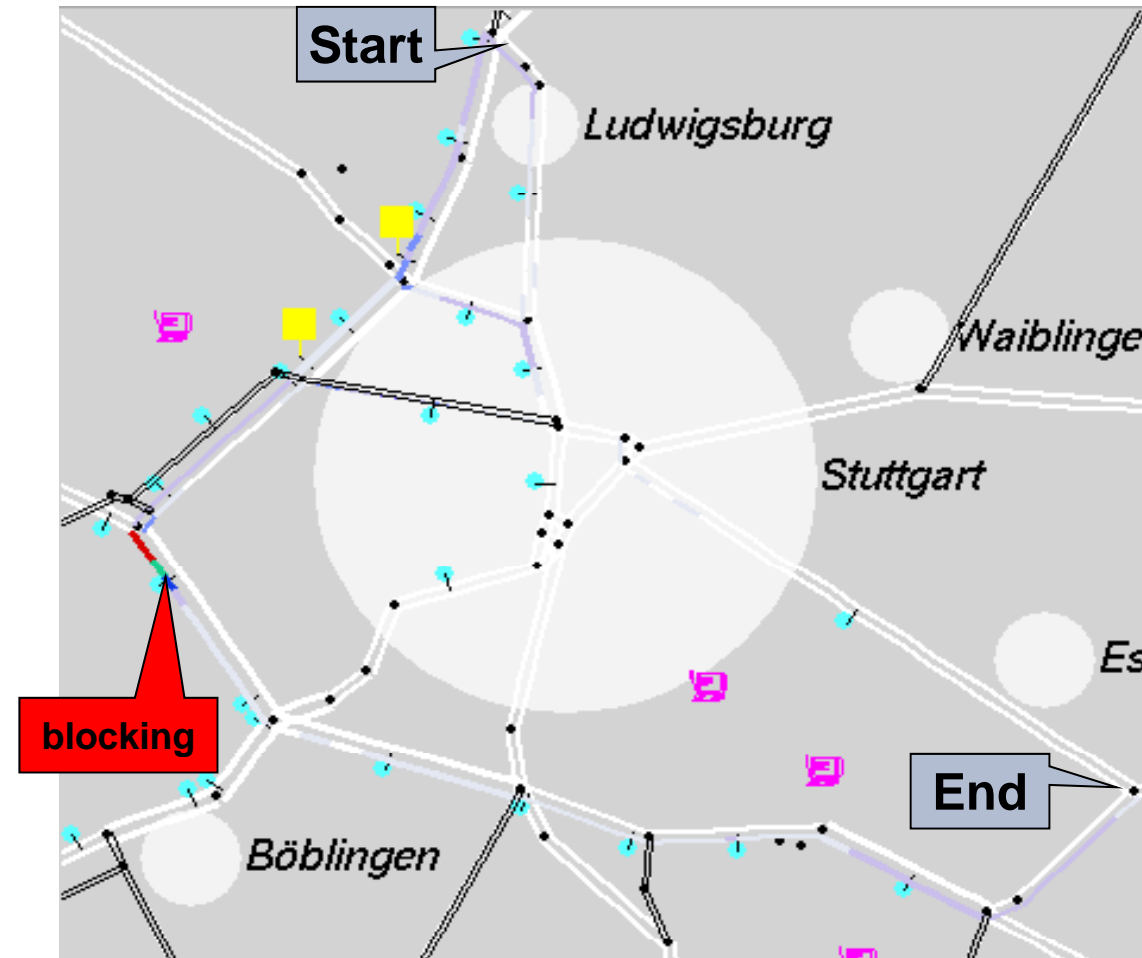 Start
Ludwigsburg
Waiblinge
Stuttgart
Es
blocking
End
Böblingen